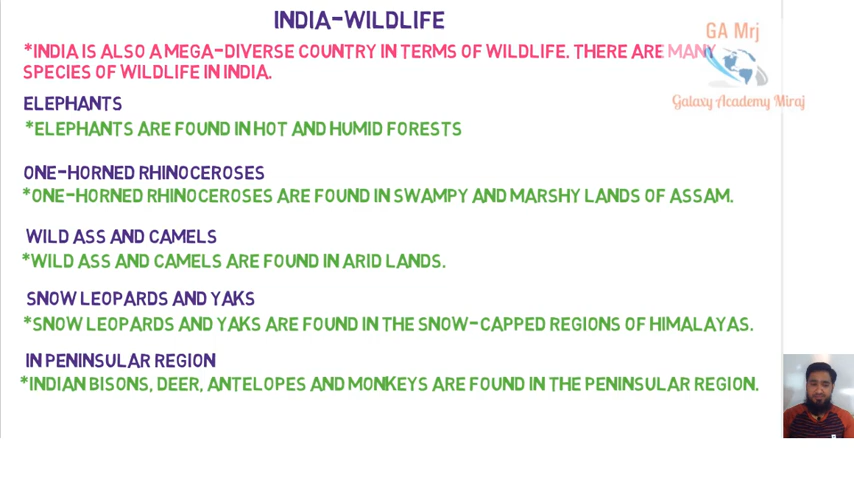 INDIA-WILDLIFE
GA Mrj
*INDIA IS ALSO A MEGA-DIVERSE COUNTRY IN TERMS OF WILDLIFE. THERE ARE MANY
SPECIES OF WILDLIFE IN INDIA.
Galaxy Academy Miraj
ELEPHANTS
*ELEPHANTS ARE FOUND IN HOT AND HUMID FORESTS
ONE-HORNED RHINOCEROSES
*ONE-HORNED RHINOCEROSES ARE FOUND IN SWAMPY AND MARSHY LANDS OF ASSAM.
WILD ASS AND CAMELS
*WILD ASS AND CAMELS ARE FOUND IN ARID LANDS.
SNOW LEOPARDS AND YAKS
*SNOW LEOPARDS AND YAKS ARE FOUND IN THE SNOW-CAPPED REGIONS OF HIMALAYAS.
IN PENINSULAR REGION
*INDIAN BISONS, DEER, ANTELOPES AND MONKEYS ARE FOUND IN THE PENINSULAR REGION.